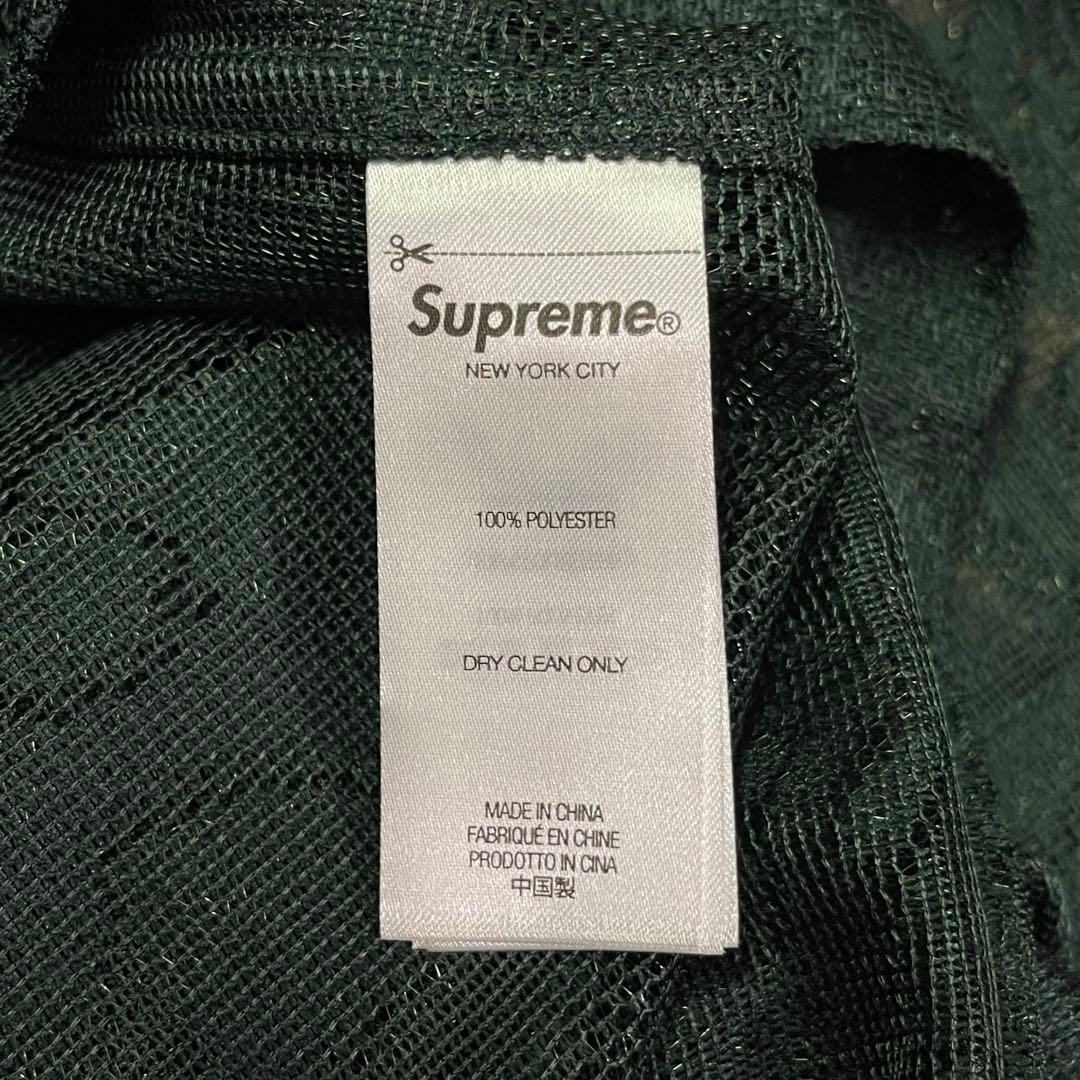 Supreme®
NEW YORK CITY
100% POLYESTER
DRY CLEAN ONLY
MADE IN CHINA
FABRIQUÉ EN CHINE
PRODOTTO IN CINA
中国製